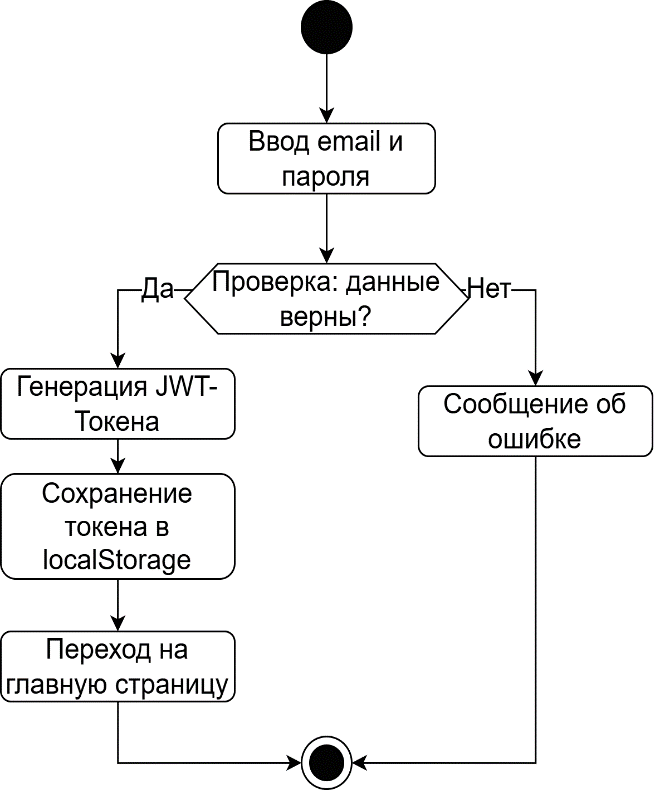 Ввод email и
пароля
Проверка: данные
верны?
Да
Нет
Генерация JWT-
Токена
Сообщение об
ошибке
Сохранение
токена в
localStorage
Переход на
главную страницу